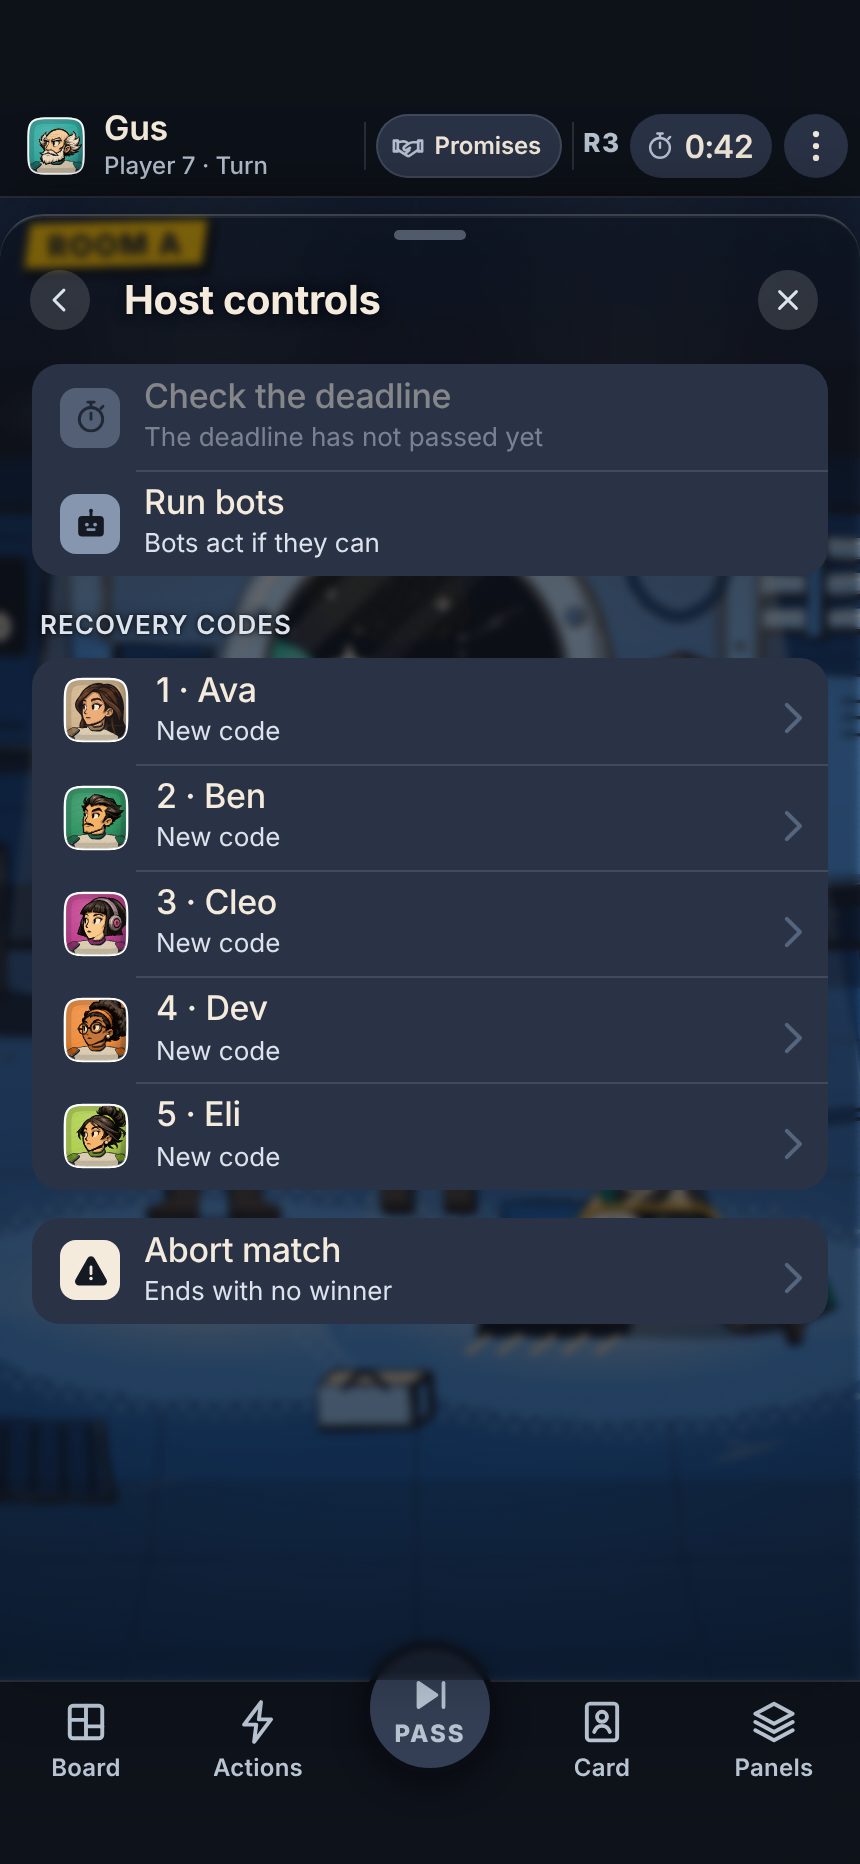 Gus
Player 7 · Turn
Promises
R3
0:42
ROOM A
Host controls
Check the deadline
The deadline has not passed yet
Run bots
Bots act if they can
RECOVERY CODES
1 · Ava
New code
2 · Ben
New code
3 · Cleo
New code
4 · Dev
New code
5 · Eli
New code
Abort match
Ends with no winner
PASS
Board
Actions
Card
Panels